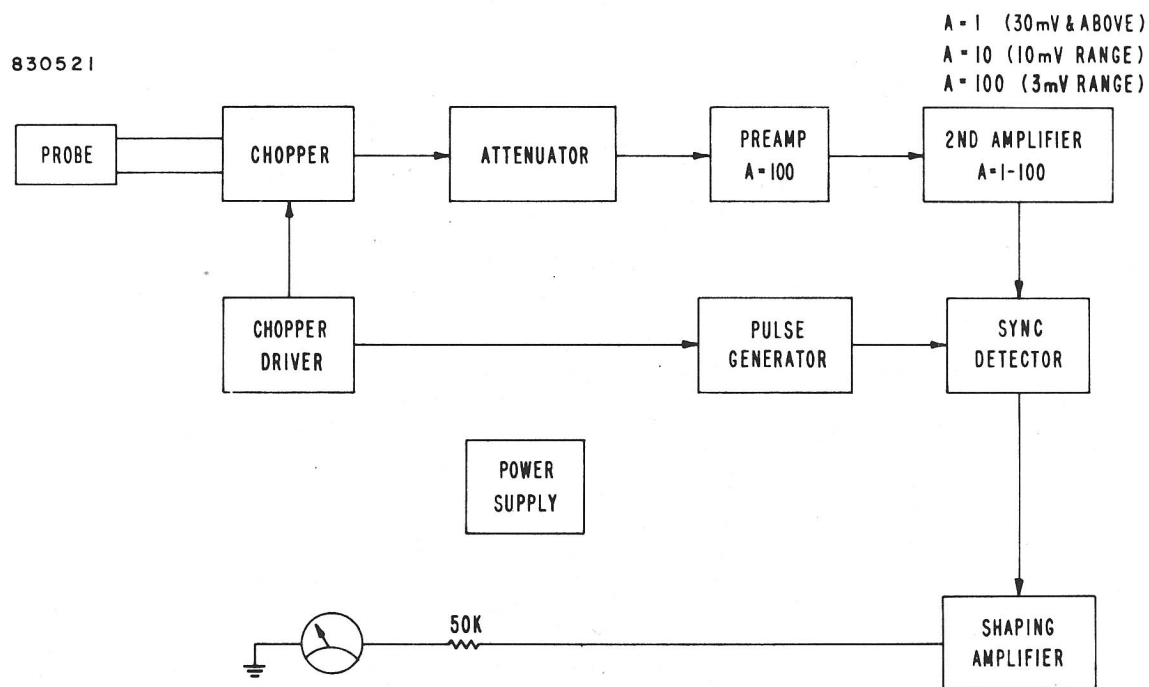 A=1 (30mV & ABOVE)
A=10 (10mV RANGE)
A=100 (3mV RANGE)
830521
PROBE
CHOPPER
ATTENUATOR
PREAMP
A=100
2ND AMPLIFIER
A=1-100
CHOPPER
DRIVER
PULSE
GENERATOR
SYNC
DETECTOR
POWER
SUPPLY
50K
SHAPING
AMPLIFIER